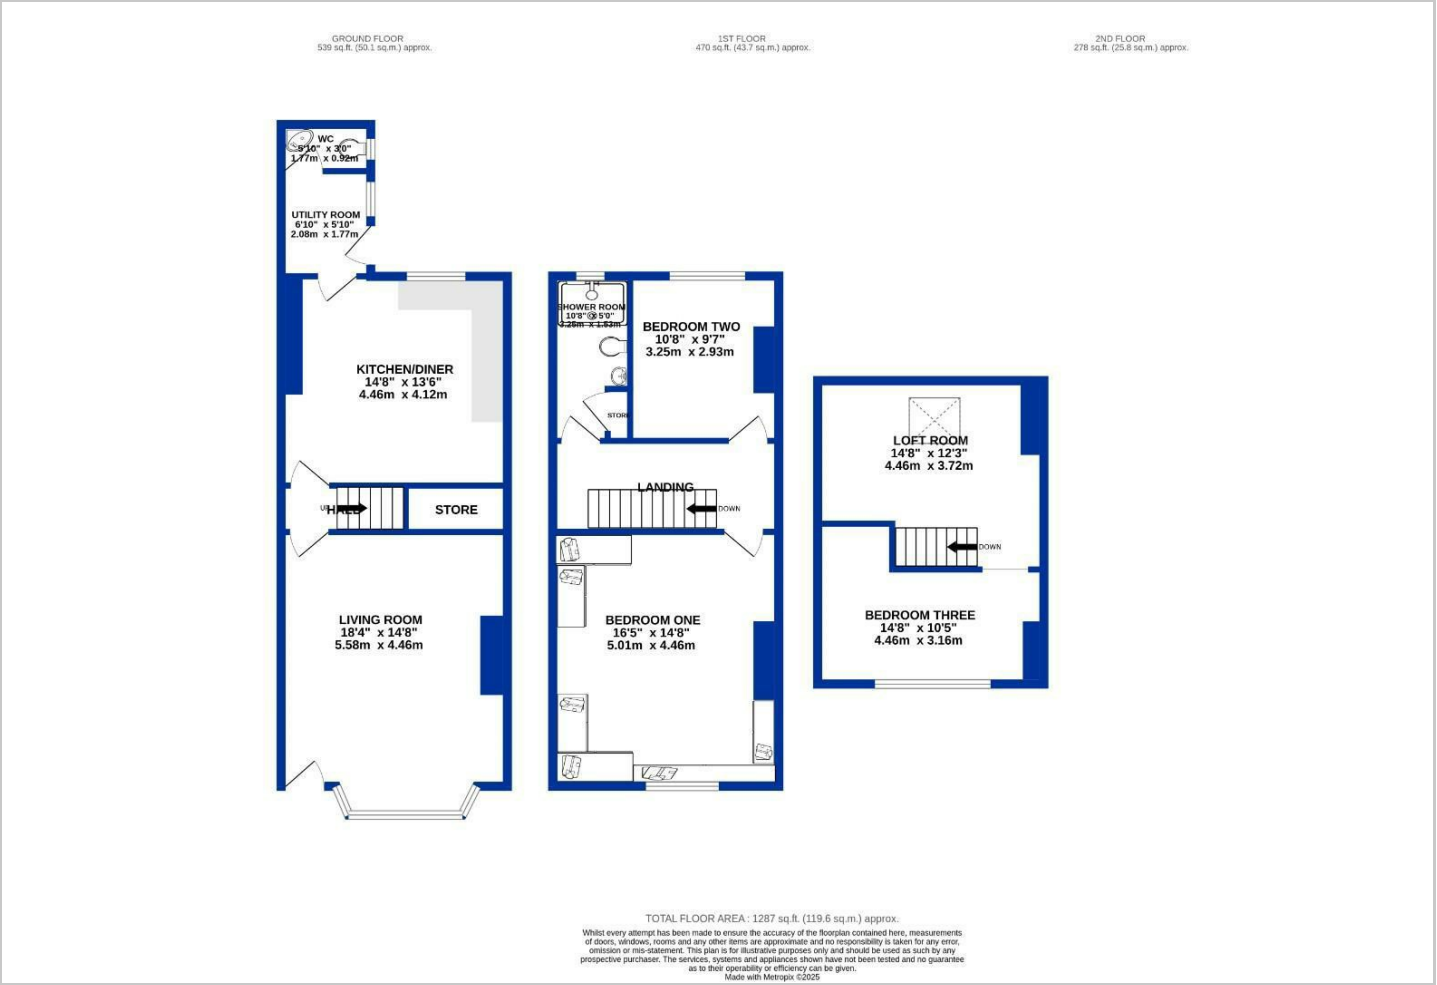 GROUND FLOOR
539 sq.ft. (50.1 sq.m.) approx.
1ST FLOOR
470 sq.ft. (43.7 sq.m.) approx.
2ND FLOOR
278 sq.ft. (25.8 sq.m.) approx.
WC
5'10" x 3'0"
1.77m x 0.92m
UTILITY ROOM
6'10" x 5'10"
2.08m x 1.77m
KITCHEN/DINER
14'8" x 13'6"
4.46m x 4.12m
UP
HALL
STORE
LIVING ROOM
18'4" x 14'8"
5.58m x 4.46m
SHOWER ROOM
10'8" x 5'0"
3.25m x 1.53m
STORE
BEDROOM TWO
10'8" x 9'7"
3.25m x 2.93m
LANDING
DOWN
BEDROOM ONE
16'5" x 14'8"
5.01m x 4.46m
LOFT ROOM
14'8" x 12'3"
4.46m x 3.72m
DOWN
BEDROOM THREE
14'8" x 10'5"
4.46m x 3.16m
TOTAL FLOOR AREA : 1287 sq.ft. (119.6 sq.m.) approx.
Whilst every attempt has been made to ensure the accuracy of the floorplan contained here, measurements
of doors, windows, rooms and any other items are approximate and no responsibility is taken for any error,
omission or mis-statement. This plan is for illustrative purposes only and should be used as such by any
prospective purchaser. The services, systems and appliances shown have not been tested and no guarantee
as to their operability or efficiency can be given.
Made with Metropix ©2025